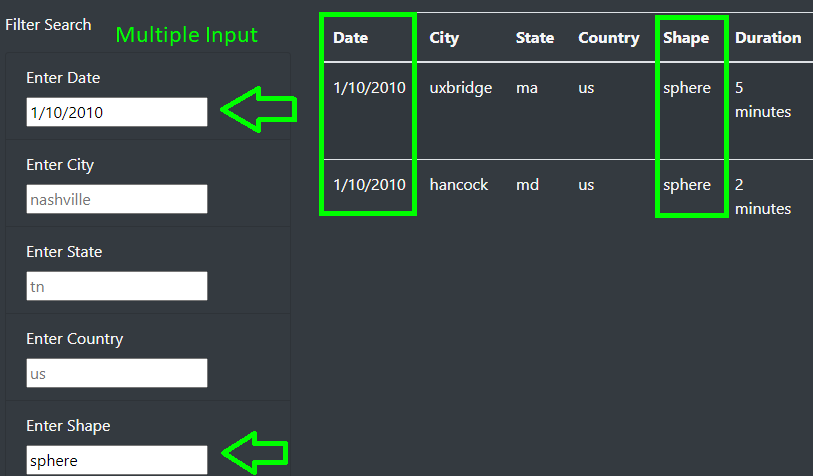 Filter Search
Multiple Input
Enter Date
1/10/2010
Enter City
nashville
Enter State
tn
Enter Country
us
Enter Shape
sphere
Date City State Country Shape Duration
1/10/2010 uxbridge ma us sphere 5
minutes
1/10/2010 hancock md us sphere 2
minutes